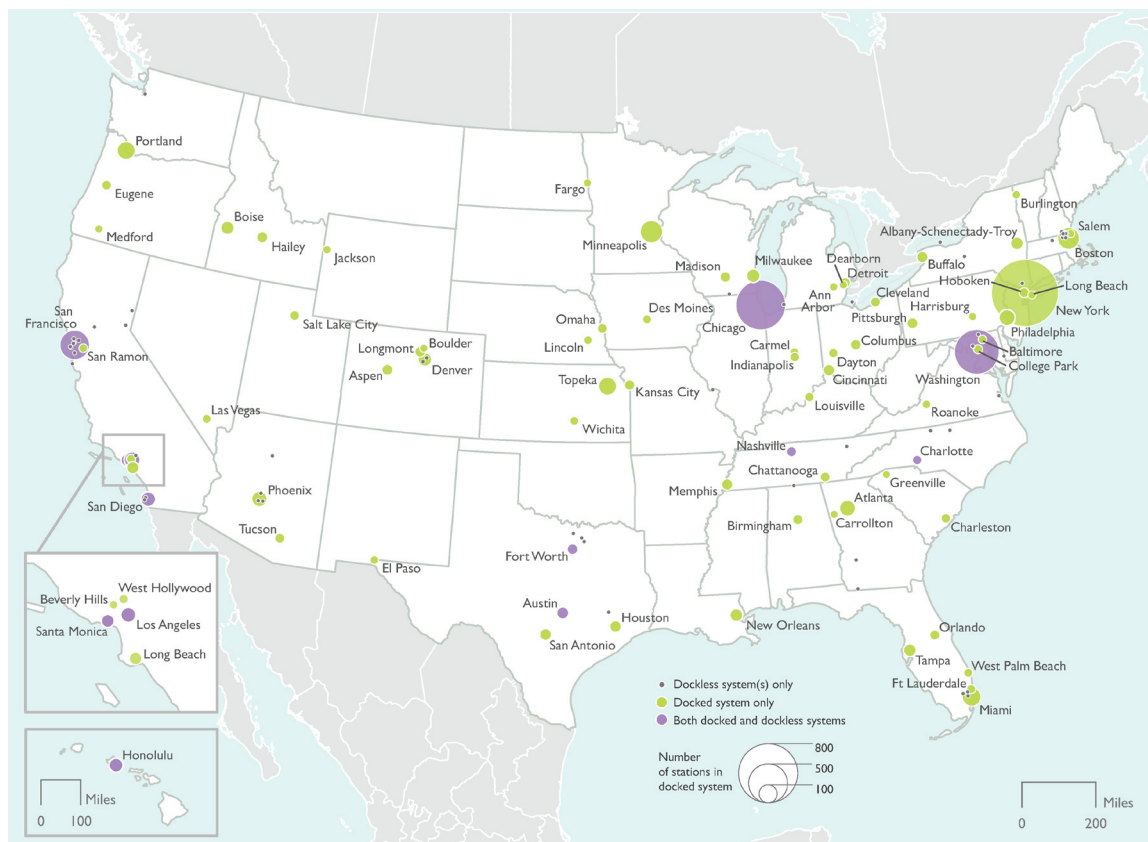 Portland
Eugene
Medford
Boise
Hailey
Jackson
Fargo
Minneapolis
Burlington
Albany-Schenectady-Troy
Salem
Boston
Madison
Milwaukee
Dearborn
Detroit
Buffalo
Hoboken
Long Beach
Ann
Arbor
Cleveland
Harrisburg
New York
San
Francisco
San Ramon
Salt Lake City
Des Moines
Chicago
Pittsburgh
Philadelphia
Omaha
Lincoln
Longmont
Boulder
Aspen
Denver
Carmel
Indianapolis
Columbus
Dayton
Cincinnati
Baltimore
College Park
Washington
Topeka
Kansas City
Louisville
Roanoke
Las Vegas
Wichita
Nashville
Charlotte
Chattanooga
Greenville
Memphis
San Diego
Phoenix
Tucson
Atlanta
Carrollton
Birmingham
Charleston
El Paso
Fort Worth
Austin
Houston
San Antonio
New Orleans
Orlando
Tampa
West Palm Beach
Ft Lauderdale
Miami
West Hollywood
Beverly Hills
Santa Monica
Los Angeles
Long Beach
Honolulu
Miles
0 100
Dockless system(s) only
Docked system only
Both docked and dockless systems
Number
of stations in
docked system
800
500
100
Miles
0 200